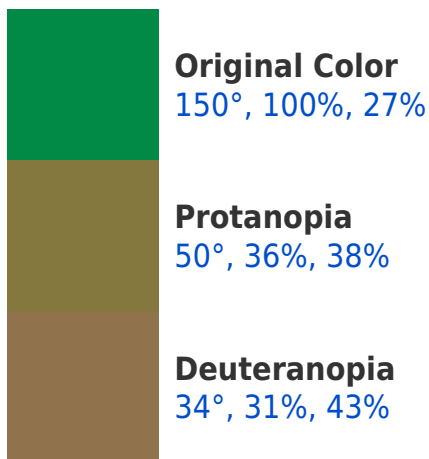 Original Color
150°, 100%, 27%
Protanopia
50°, 36%, 38%
Deuteranopia
34°, 31%, 43%